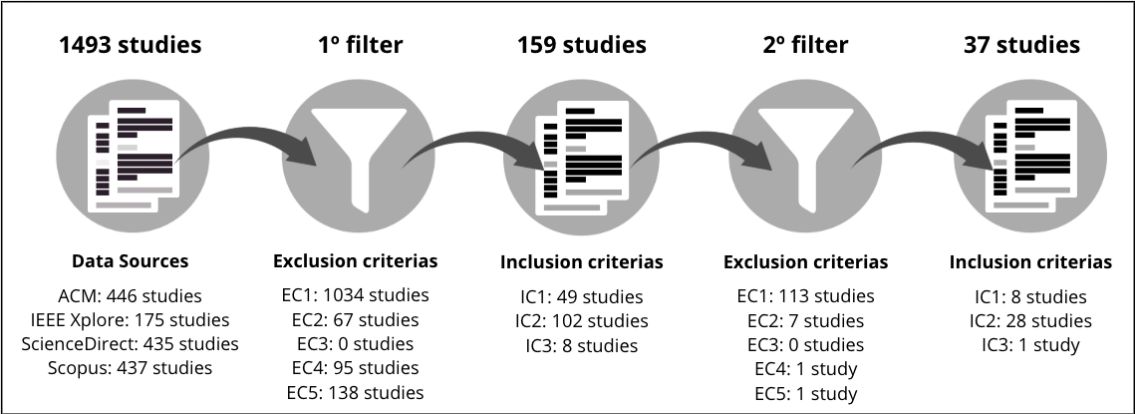 1493 studies
1º filter
159 studies
2º filter
37 studies
Data Sources
ACM: 446 studies
IEEE Xplore: 175 studies
ScienceDirect: 435 studies
Scopus: 437 studies
Exclusion criterias
EC1: 1034 studies
EC2: 67 studies
EC3: 0 studies
EC4: 95 studies
EC5: 138 studies
Inclusion criterias
IC1: 49 studies
IC2: 102 studies
IC3: 8 studies
Exclusion criterias
EC1: 113 studies
EC2: 7 studies
EC3: 0 studies
EC4: 1 study
EC5: 1 study
Inclusion criterias
IC1: 8 studies
IC2: 28 studies
IC3: 1 study